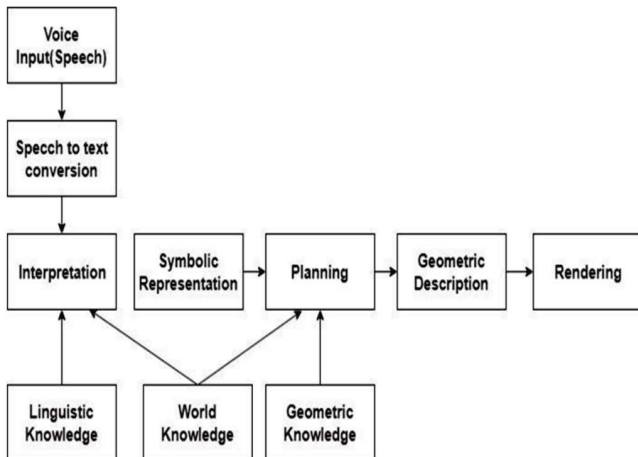 Voice
Input(Speech)
Specch to text
conversion
Interpretation
Symbolic
Representation
Planning
Geometric
Description
Rendering
Linguistic
Knowledge
World
Knowledge
Geometric
Knowledge